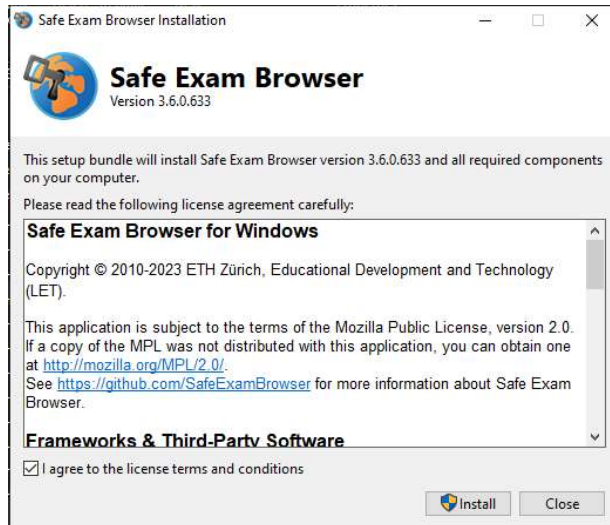 Safe Exam Browser Installation
Safe Exam Browser
Version 3.6.0.633
This setup bundle will install Safe Exam Browser version 3.6.0.633 and all required components
on your computer.
Please read the following license agreement carefully:
Safe Exam Browser for Windows
Copyright © 2010-2023 ETH Zürich, Educational Development and Technology
(LET).
This application is subject to the terms of the Mozilla Public License, version 2.0.
If a copy of the MPL was not distributed with this application, you can obtain one
at http://mozilla.org/MPL/2.0/.
See https://github.com/SafeExamBrowser for more information about Safe Exam
Browser.
Frameworks & Third-Party Software
I agree to the license terms and conditions
Install Close